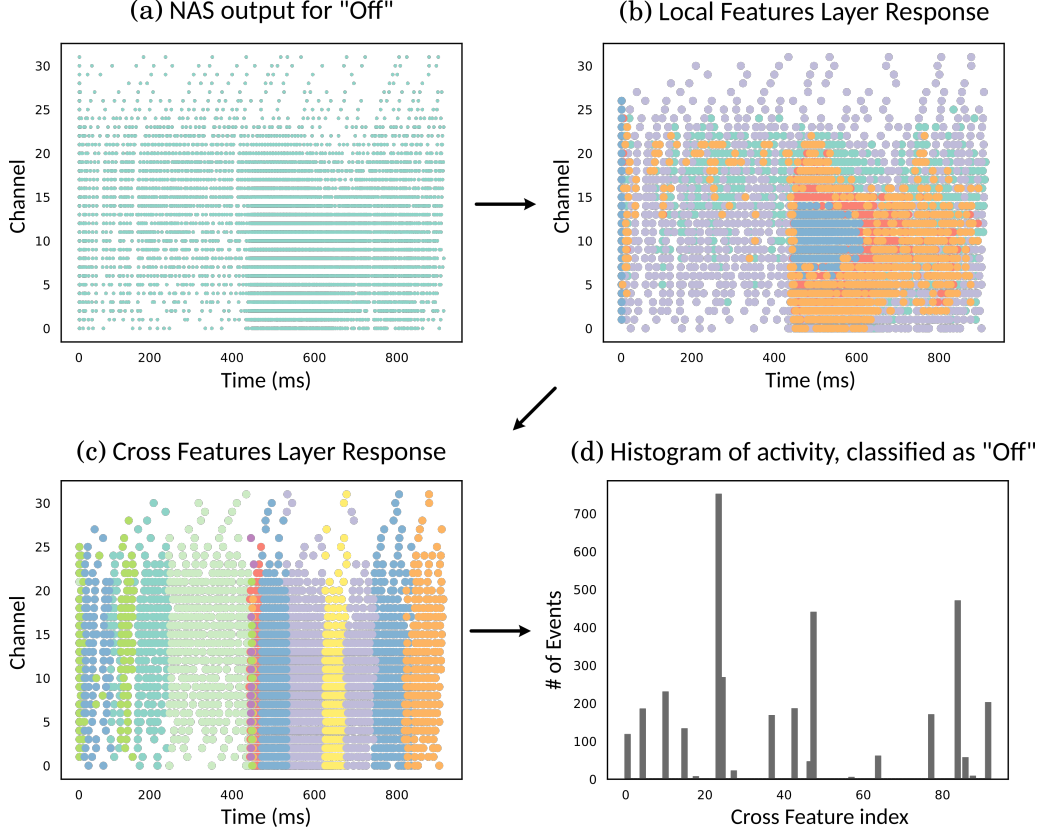 (a) NAS output for "Off"
(b) Local Features Layer Response
30
25
20
15
10
5
0
Channel
0 200 400 600 800
Time (ms)
30
25
20
15
10
5
0
Channel
0 200 400 600 800
Time (ms)
(c) Cross Features Layer Response
(d) Histogram of activity, classified as "Off"
30
25
20
15
10
5
0
Channel
0 200 400 600 800
Time (ms)
700
600
500
400
300
200
100
0
# of Events
0 20 40 60 80
Cross Feature index